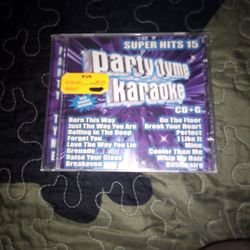 SUPER HITS 15
party tyme
karaoke
CD+G
PARTY TYME
Born This Way
Just The Way You Are
Rolling In The Deep
Forget You
Love The Way You Lie
Grenade
Raise Your Glass
Breakeven
On The Floor
Break Your Heart
Perfect
I Like It
Mine
Cooler Than Me
Whip My Hair
Billionaire